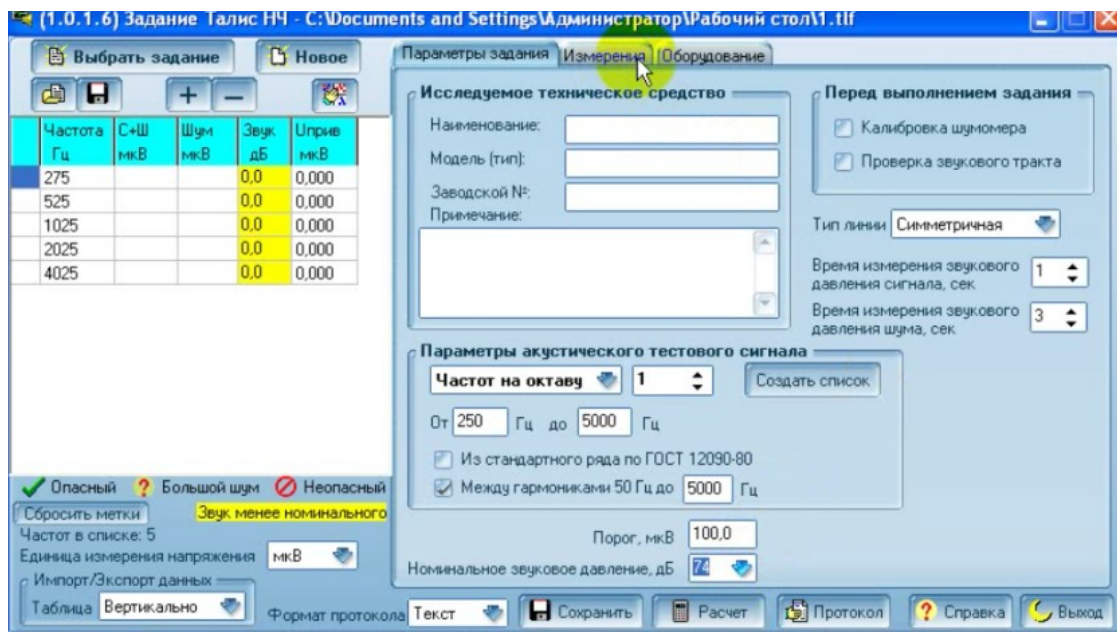 (1.0.1.6) Задание Талис НЧ - C:\Documents and Settings\Администратор\Рабочий стол\1.tlf
Выбрать задание
Новое
Частота Гц
С+Ш мкВ
Шум мкВ
Звук дБ
Uприв мкВ
275 0,0 0,000
525 0,0 0,000
1025 0,0 0,000
2025 0,0 0,000
4025 0,0 0,000
Опасный
? Большой шум
Неопасный
Сбросить метки
Звук менее номинального
Частот в списке: 5
Единица измерения напряжения мкВ
Импорт/Экспорт данных
Таблица Вертикально
Параметры задания
Измерения
Оборудование
Исследуемое техническое средство
Наименование:
Модель (тип):
Заводской №:
Примечание:
Перед выполнением задания
Калибровка шумомера
Проверка звукового тракта
Тип линии Симметричная
Время измерения звукового
давления сигнала, сек 1
Время измерения звукового
давления шума, сек 3
Параметры акустического тестового сигнала
Частот на октаву 1 Создать список
От 250 Гц до 5000 Гц
Из стандартного ряда по ГОСТ 12090-80
Между гармониками 50 Гц до 5000 Гц
Порог, мкВ 100,0
Номинальное звуковое давление, дБ 74
Формат протокола Текст
Сохранить
Расчет
Протокол
? Справка
Выход